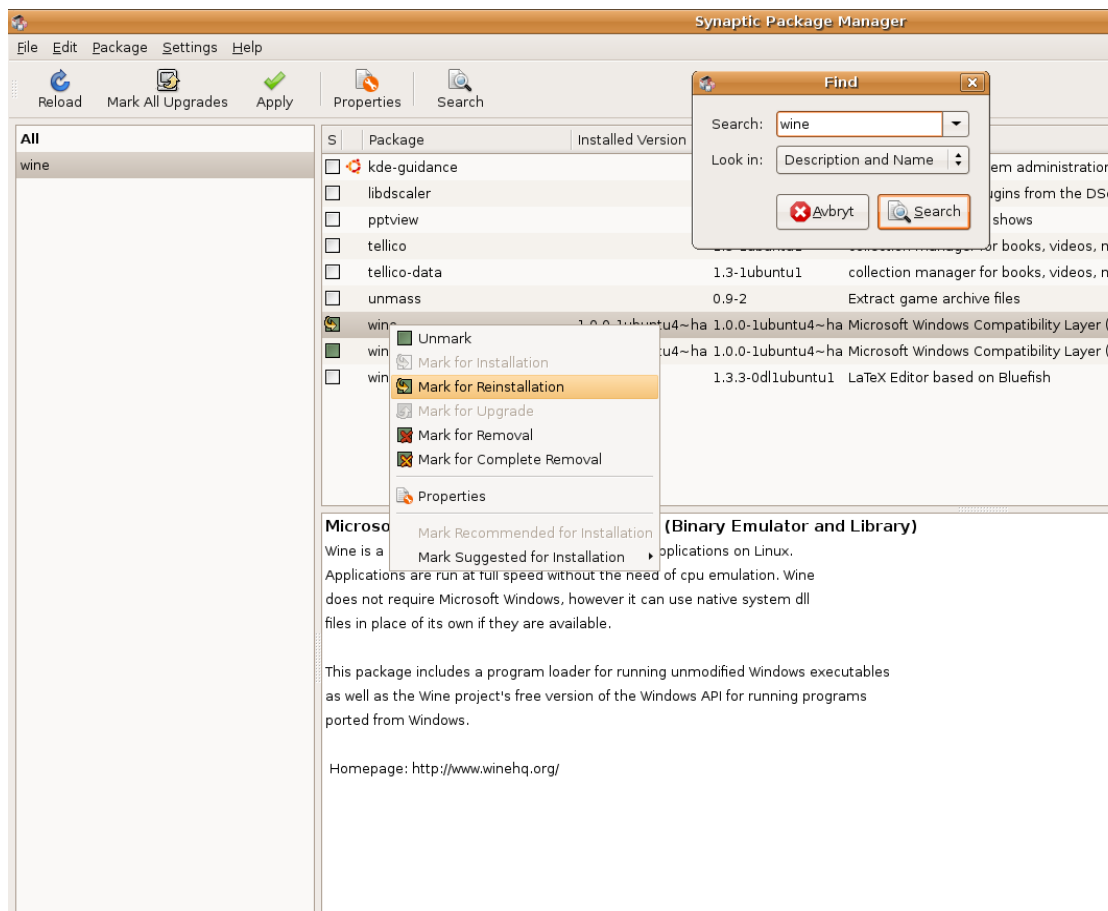 Synaptic Package Manager
File Edit Package Settings Help
Reload Mark All Upgrades Apply Properties Search
Find
Search: wine
Look in: Description and Name
Avbryt Search
All
wine
S Package Installed Version
kde-guidance em administration
libdscaler ugins from the DSc
pptview shows
tellico or books, videos, m
tellico-data 1.3-1ubuntu1 collection manager for books, videos, m
unmass 0.9-2 Extract game archive files
wine 1.0.0-1ubuntu4~ha 1.0.0-1ubuntu4~ha Microsoft Windows Compatibility Layer (
win u4~ha 1.0.0-1ubuntu4~ha Microsoft Windows Compatibility Layer (
win 1.3.3-0dl1ubuntu1 LaTeX Editor based on Bluefish
Unmark
Mark for Installation
Mark for Reinstallation
Mark for Upgrade
Mark for Removal
Mark for Complete Removal
Properties
Mark Recommended for Installation
Mark Suggested for Installation
Microso (Binary Emulator and Library)
Wine is a plications on Linux.
Applications are run at full speed without the need of cpu emulation. Wine
does not require Microsoft Windows, however it can use native system dll
files in place of its own if they are available.
This package includes a program loader for running unmodified Windows executables
as well as the Wine project's free version of the Windows API for running programs
ported from Windows.
Homepage: http://www.winehq.org/